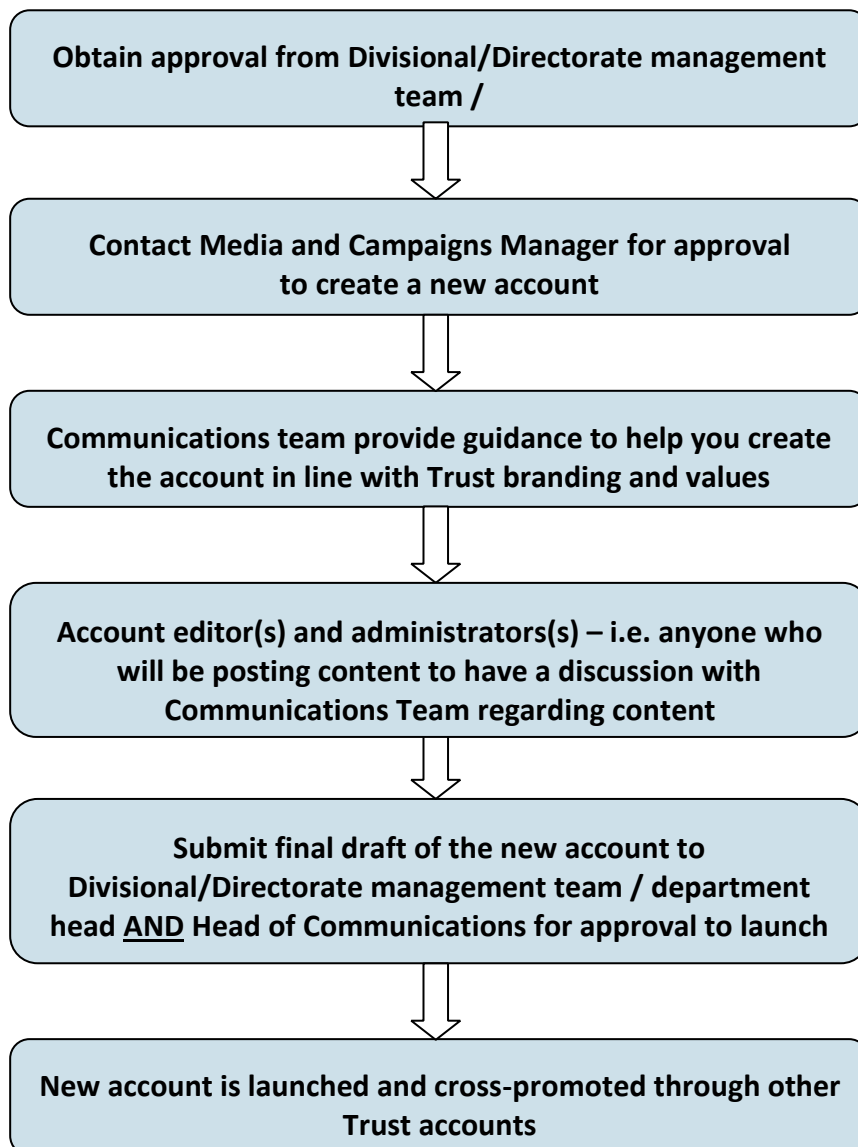 Obtain approval from Divisional/Directorate management
team /
Contact Media and Campaigns Manager for approval
to create a new account
Communications team provide guidance to help you create
the account in line with Trust branding and values
Account editor(s) and administrators(s) – i.e. anyone who
will be posting content to have a discussion with
Communications Team regarding content
Submit final draft of the new account to
Divisional/Directorate management team / department
head AND Head of Communications for approval to launch
New account is launched and cross-promoted through other
Trust accounts